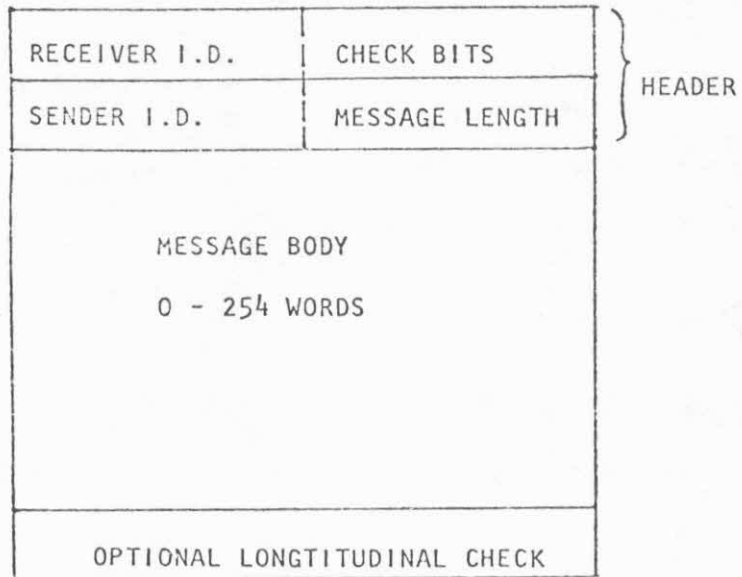 RECEIVER I.D. CHECK BITS
HEADER
SENDER I.D. MESSAGE LENGTH
MESSAGE BODY
0 - 254 WORDS
OPTIONAL LONGTITUDINAL CHECK